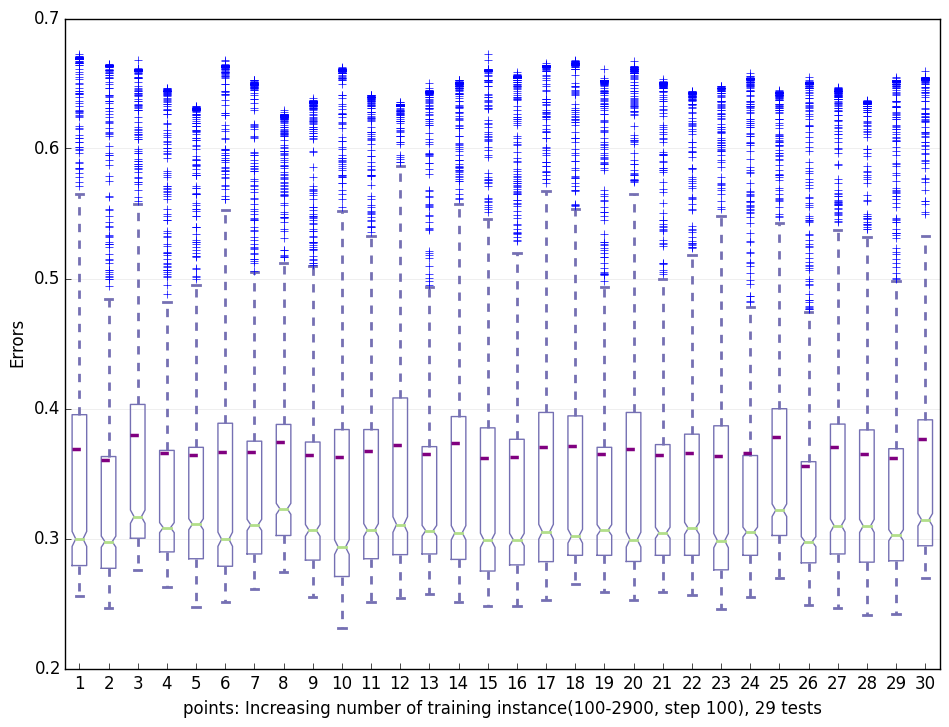 0.7
0.6
0.5
0.4
0.3
0.2
Errors
1 2 3 4 5 6 7 8 9 10 11 12 13 14 15 16 17 18 19 20 21 22 23 24 25 26 27 28 29 30
points: Increasing number of training instance(100-2900, step 100), 29 tests